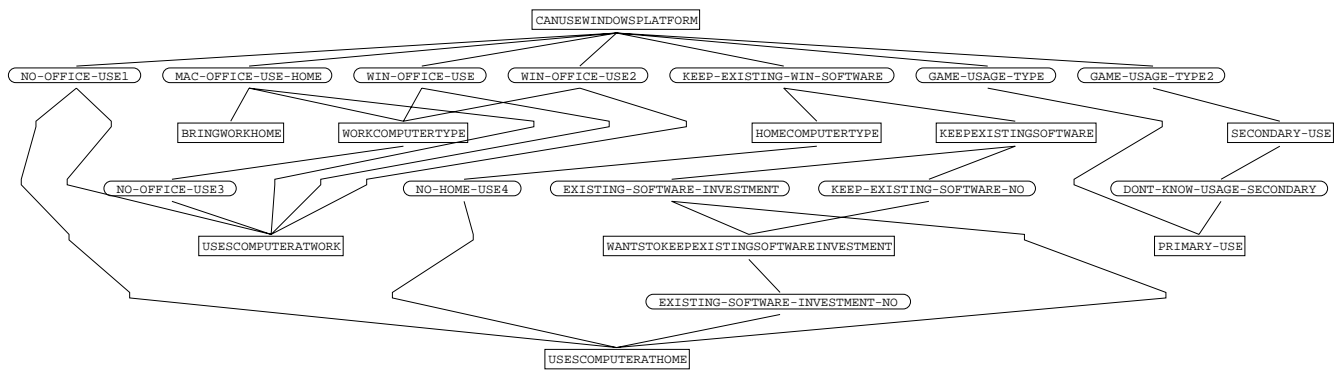 CANUSEWINDOWSPLATFORM
NO-OFFICE-USE1 MAC-OFFICE-USE-HOME WIN-OFFICE-USE WIN-OFFICE-USE2 KEEP-EXISTING-WIN-SOFTWARE GAME-USAGE-TYPE GAME-USAGE-TYPE2
BRINGWORKHOME WORKCOMPUTERTYPE HOMECOMPUTERTYPE KEEPEXISTINGSOFTWARE SECONDARY-USE
NO-OFFICE-USE3 NO-HOME-USE4 EXISTING-SOFTWARE-INVESTMENT KEEP-EXISTING-SOFTWARE-NO DONT-KNOW-USAGE-SECONDARY
USESCOMPUTERATWORK WANTSTOKEEPEXISTINGSOFTWAREINVESTMENT PRIMARY-USE
EXISTING-SOFTWARE-INVESTMENT-NO
USESCOMPUTERATHOME